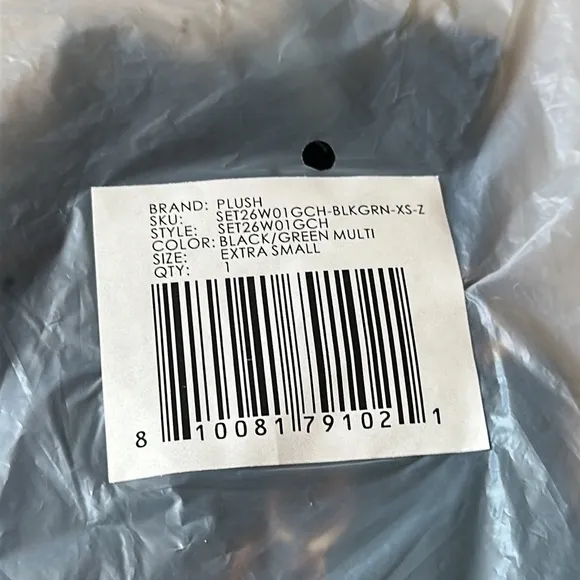 BRAND: PLUSH
SKU: SET26W01GCH-BLKGRN-XS-Z
STYLE: SET26W01GCH
COLOR: BLACK/GREEN MULTI
SIZE: EXTRA SMALL
QTY: 1
8 10081 79102 1